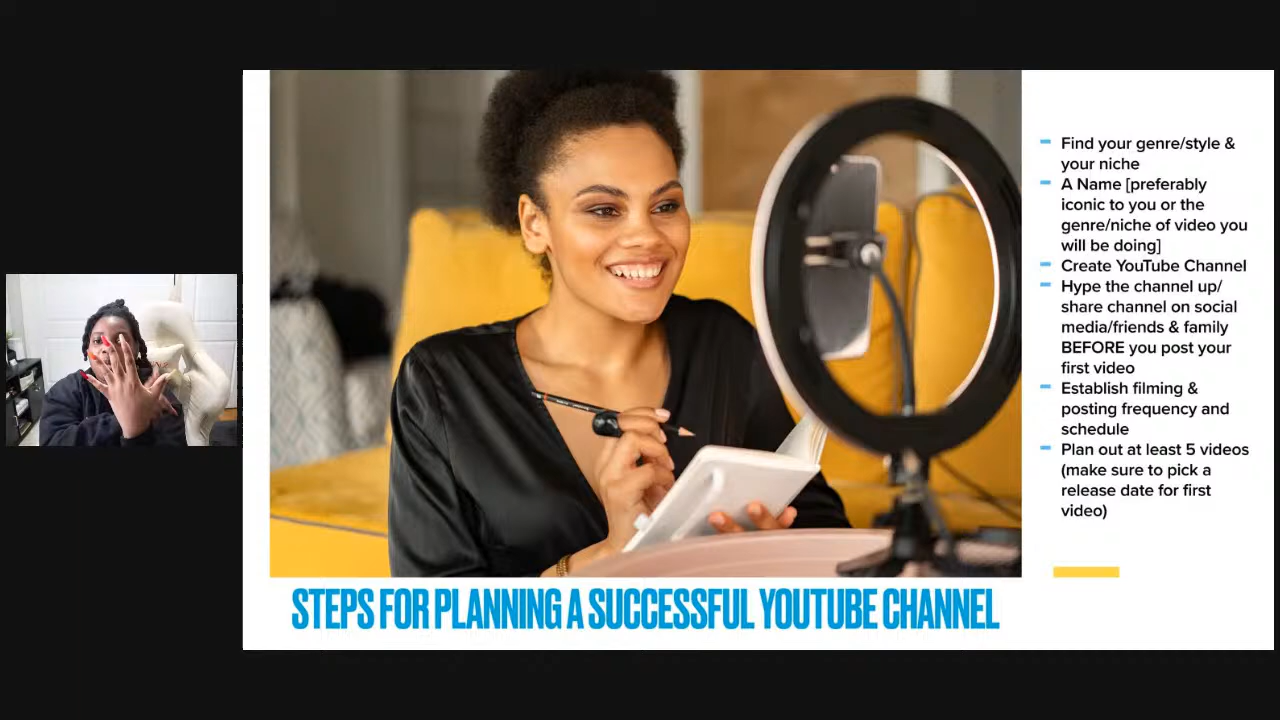 Find your genre/style &
your niche
A Name [preferably
iconic to you or the
genre/niche of video you
will be doing]
Create YouTube Channel
Hype the channel up/
share channel on social
media/friends & family
BEFORE you post your
first video
Establish filming &
posting frequency and
schedule
Plan out at least 5 videos
(make sure to pick a
release date for first
video)
STEPS FOR PLANNING A SUCCESSFUL YOUTUBE CHANNEL